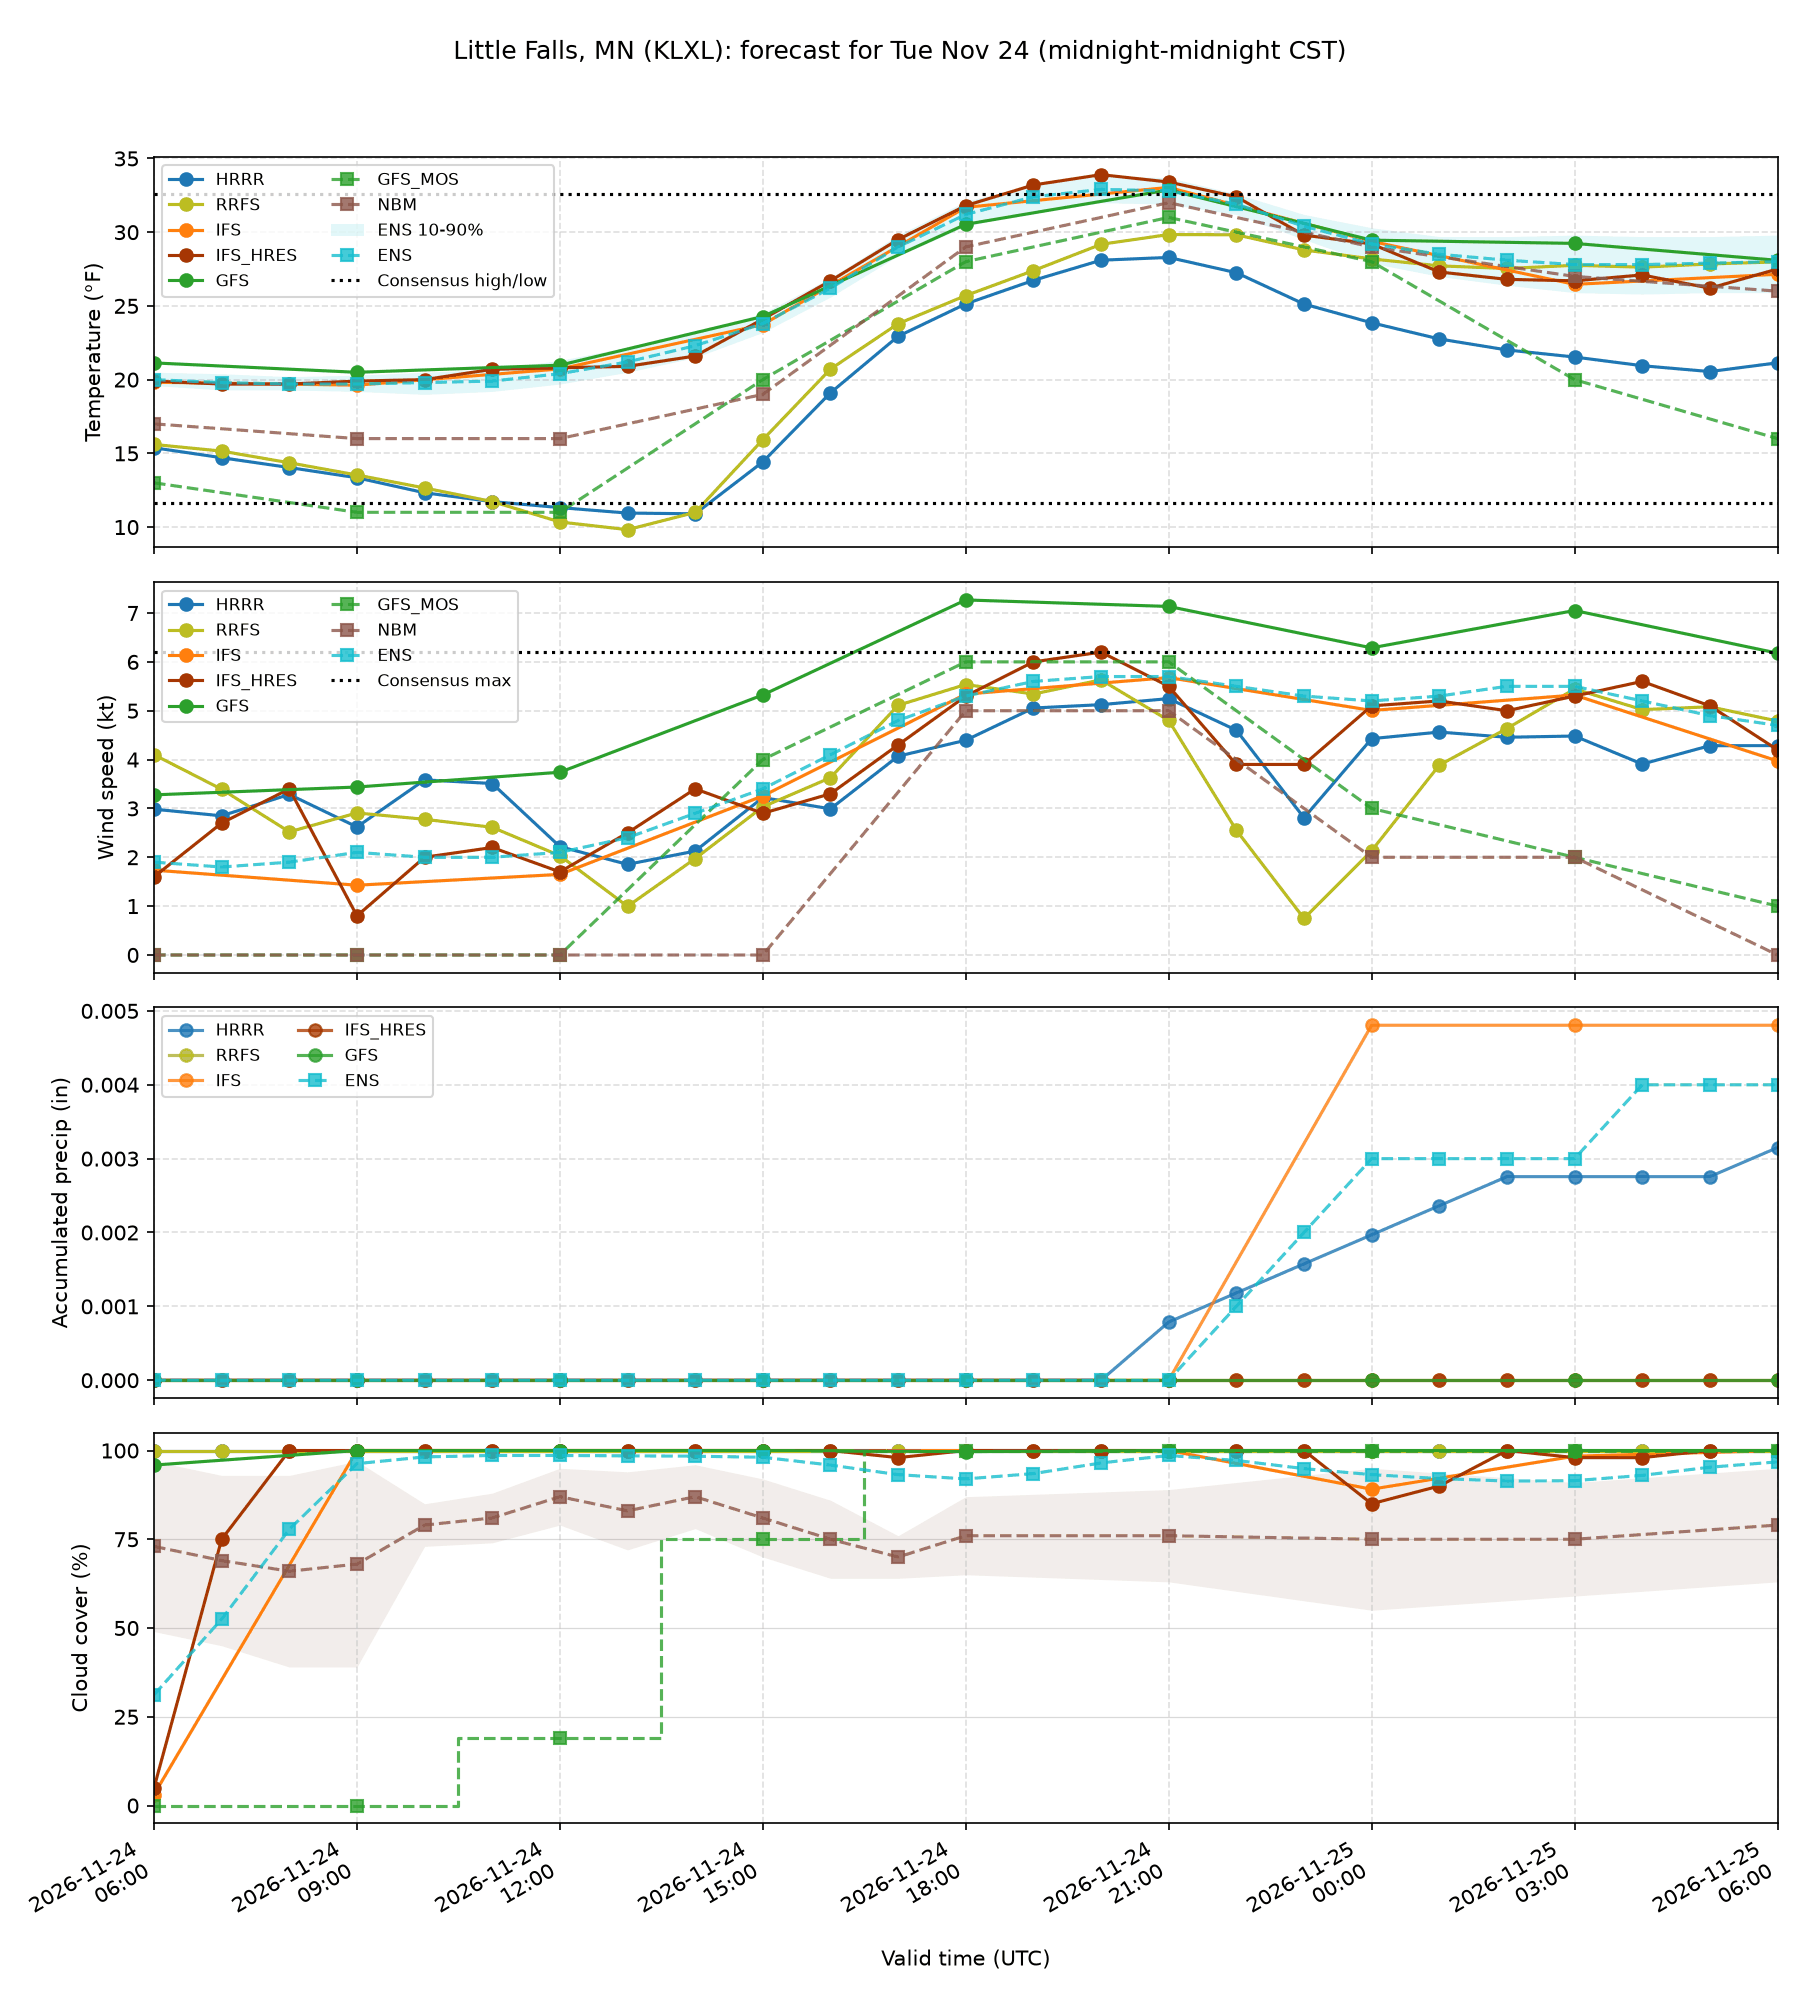 Little Falls, MN (KLXL): forecast for Tue Nov 24 (midnight-midnight CST)
Temperature (°F)
35
30
25
20
15
10
HRRR
RRFS
IFS
IFS_HRES
GFS
GFS_MOS
NBM
ENS 10-90%
ENS
Consensus high/low
Wind speed (kt)
7
6
5
4
3
2
1
0
HRRR
RRFS
IFS
IFS_HRES
GFS
GFS_MOS
NBM
ENS
Consensus max
Accumulated precip (in)
0.005
0.004
0.003
0.002
0.001
0.000
HRRR
RRFS
IFS
IFS_HRES
GFS
ENS
Cloud cover (%)
100
75
50
25
0
2026-11-24
06:00
2026-11-24
09:00
2026-11-24
12:00
2026-11-24
15:00
2026-11-24
18:00
2026-11-24
21:00
2026-11-25
00:00
2026-11-25
03:00
2026-11-25
06:00
Valid time (UTC)